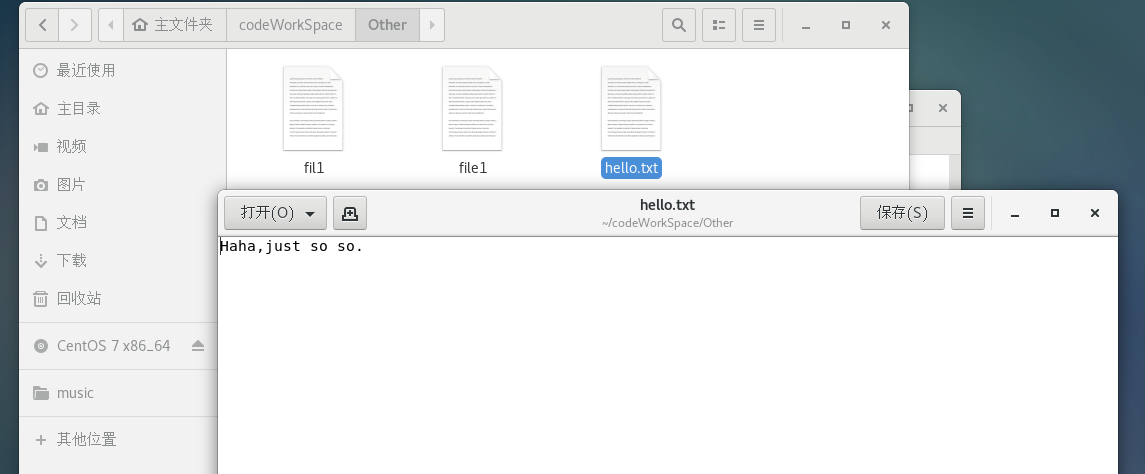 主文件夹 codeWorkSpace Other
最近使用
主目录
视频
图片
文档
下载
回收站
CentOS 7 x86_64
music
其他位置
fil1 file1 hello.txt
打开(O) hello.txt 保存(S)
~/codeWorkSpace/Other
Haha,just so so.